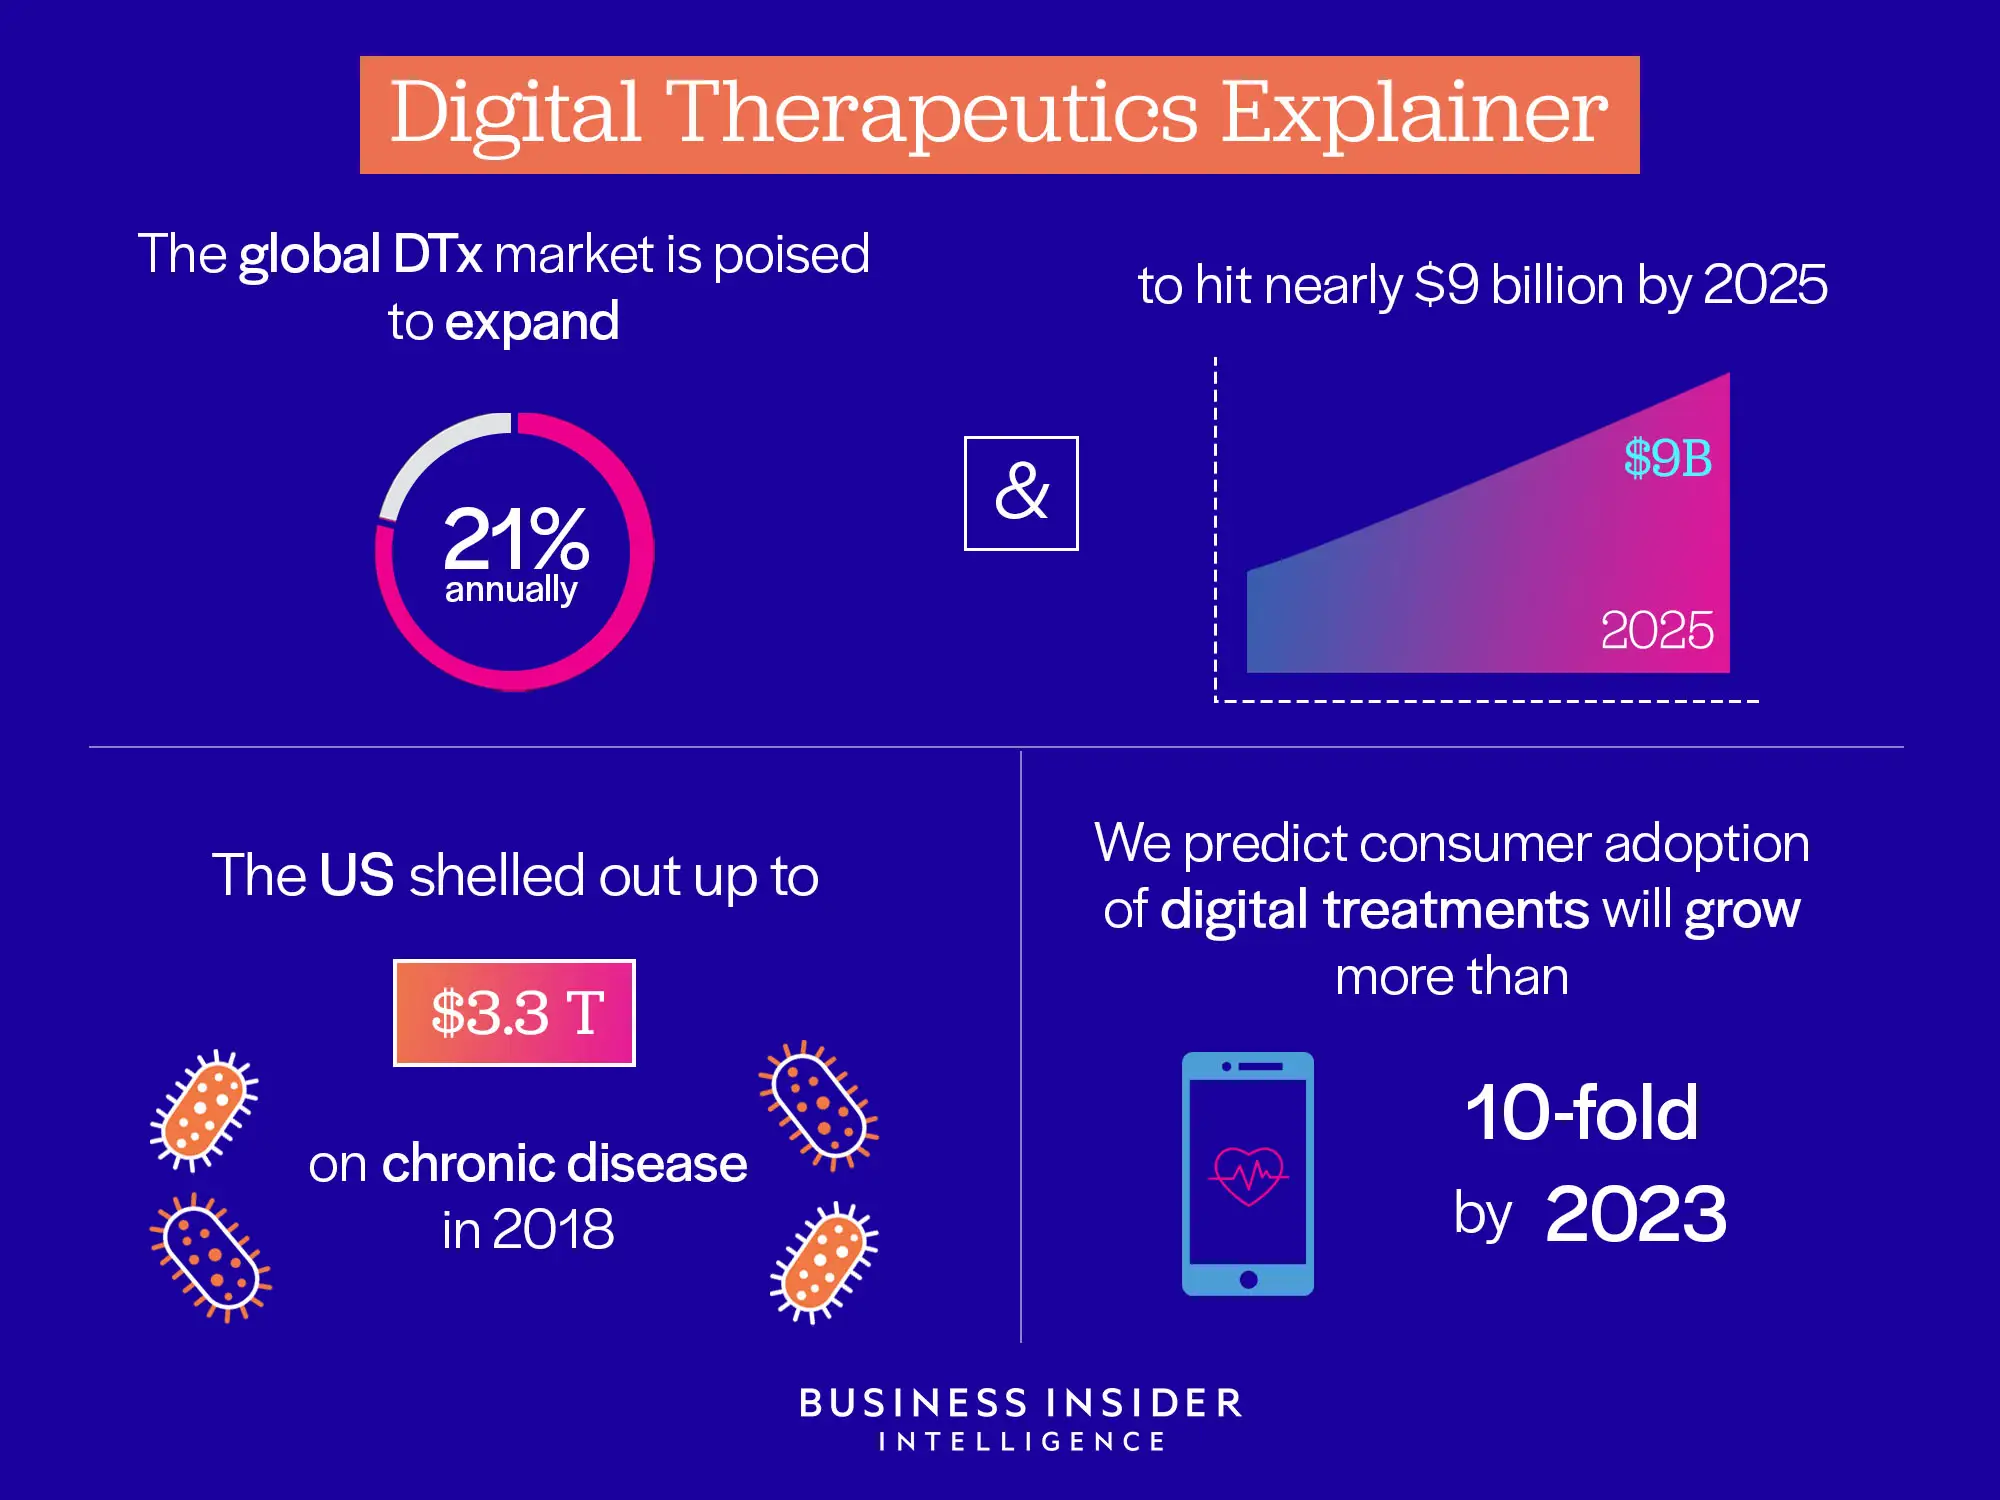 Digital Therapeutics Explainer
The global DTx market is poised
to expand
21%
annually
&
to hit nearly $9 billion by 2025
$9B
2025
The US shelled out up to
$3.3 T
on chronic disease
in 2018
We predict consumer adoption
of digital treatments will grow
more than
10-fold
by 2023
BUSINESS INSIDER
INTELLIGENCE